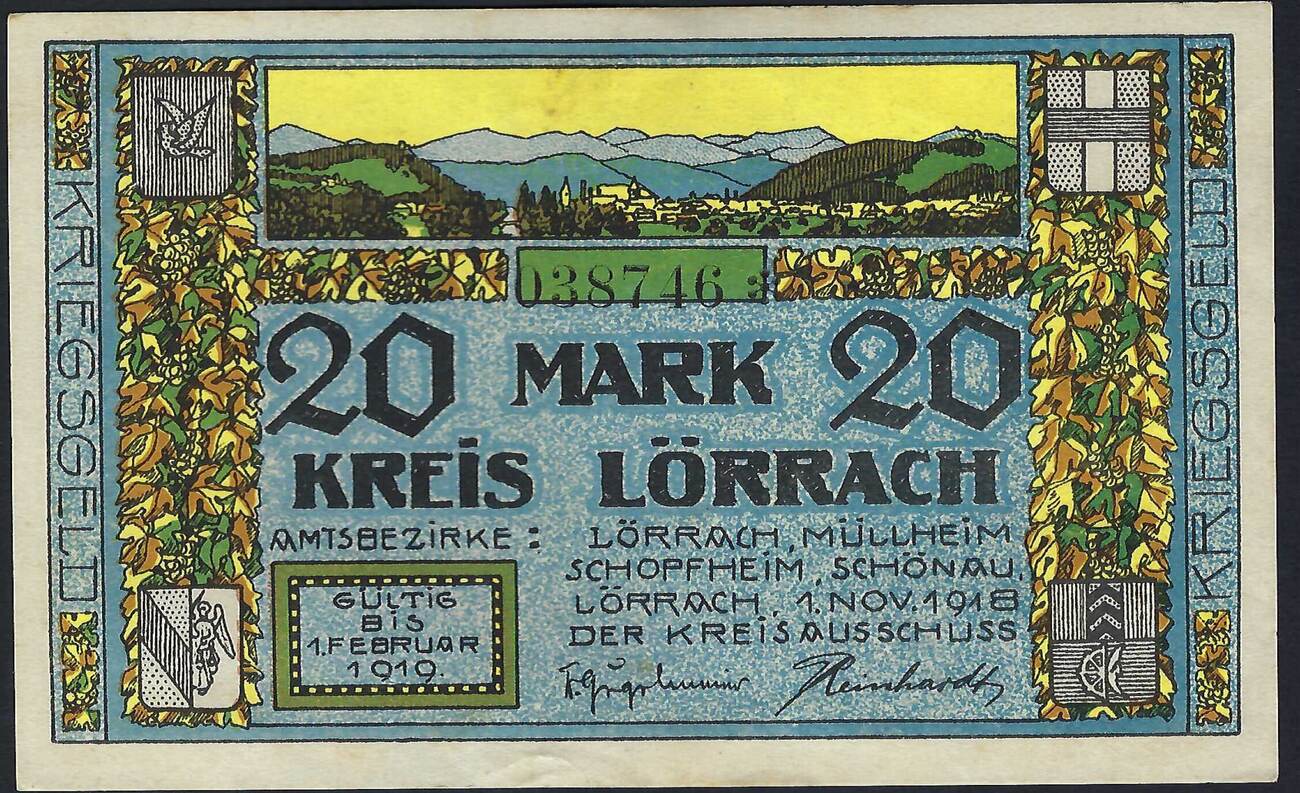 KRIEGSGELD
038746
20 MARK 20
KREIS LÖRRACH
AMTSBEZIRKE: LÖRRACH, MÜLLHEIM
SCHOPFHEIM, SCHÖNAU.
LÖRRACH, 1. NOV. 1918
DER KREISAUSSCHUSS
GÜLTIG
BIS
1. FEBRUAR
1919.
Reinhardt
KRIEGSGELD